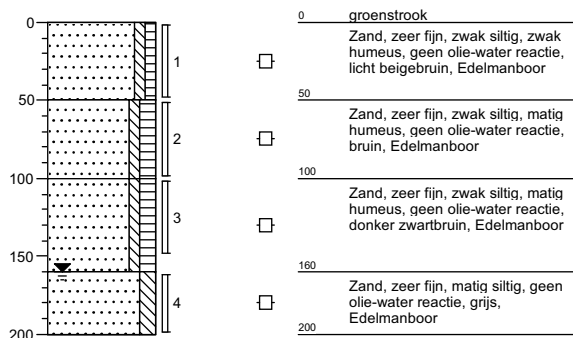 0
50
100
150
200
1
2
3
4
0 groenstrook
Zand, zeer fijn, zwak siltig, zwak
humeus, geen olie-water reactie,
licht beigebruin, Edelmanboor
50
Zand, zeer fijn, zwak siltig, matig
humeus, geen olie-water reactie,
bruin, Edelmanboor
100
Zand, zeer fijn, zwak siltig, matig
humeus, geen olie-water reactie,
donker zwartbruin, Edelmanboor
160
Zand, zeer fijn, matig siltig, geen
olie-water reactie, grijs,
Edelmanboor
200